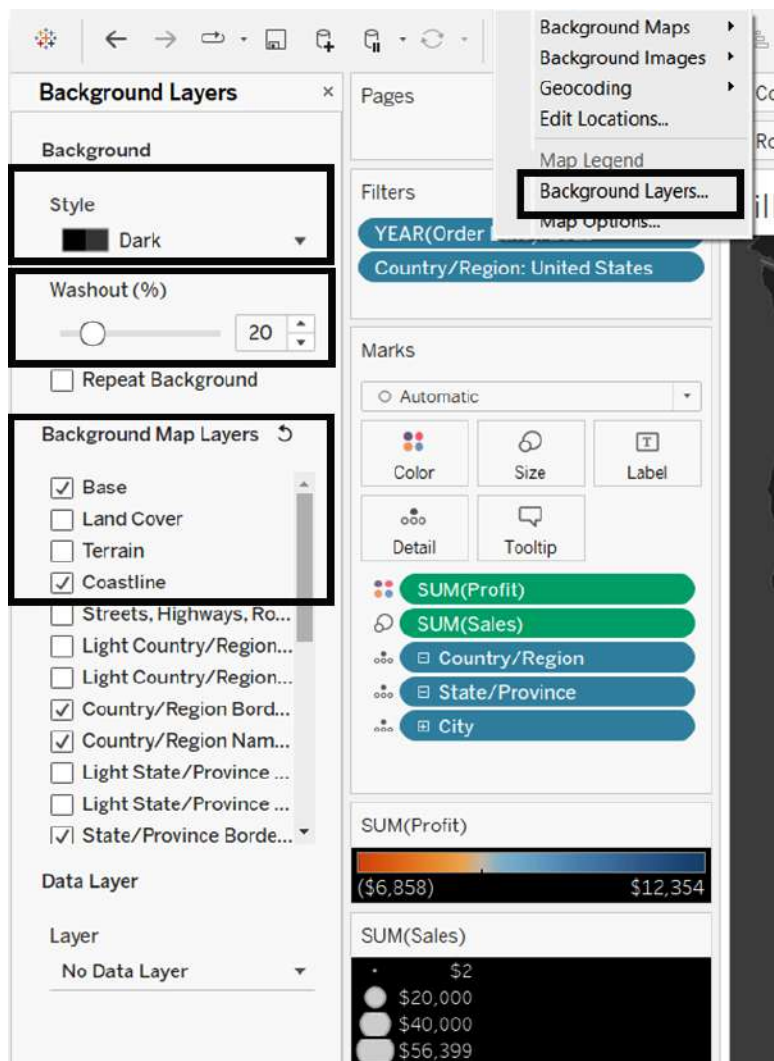 Background Layers
Background
Style
Dark
Washout (%)
20
Repeat Background
Background Map Layers
Base
Land Cover
Terrain
Coastline
Streets, Highways, Ro...
Light Country/Region...
Light Country/Region...
Country/Region Bord...
Country/Region Nam...
Light State/Province ...
Light State/Province ...
State/Province Borde...
Data Layer
Layer
No Data Layer
Pages
Filters
YEAR(Order
Country/Region: United States
Marks
Automatic
Color
Size
T
Label
Detail
Tooltip
SUM(Profit)
SUM(Sales)
Country/Region
State/Province
City
SUM(Profit)
($6,858)
$12,354
SUM(Sales)
$2
$20,000
$40,000
$56,399
Background Maps
Background Images
Geocoding
Edit Locations...
Map Legend
Background Layers...
Map Options...
Co
Ro